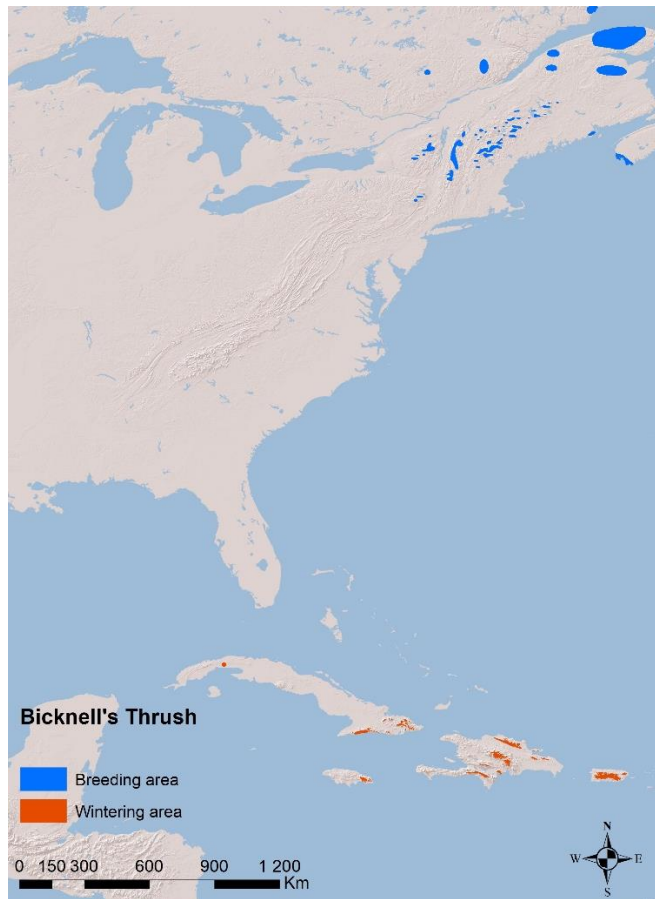 Bicknell's Thrush
Breeding area
Wintering area
0 150 300 600 900 1 200
Km
N
W E
S